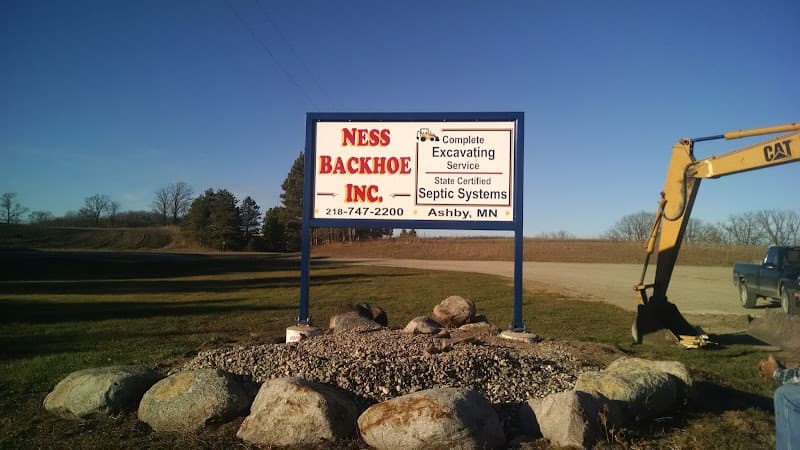 NESS
BACKHOE
INC.
218-747-2200
Complete
Excavating
Service
State Certified
Septic Systems
Ashby, MN
CAT